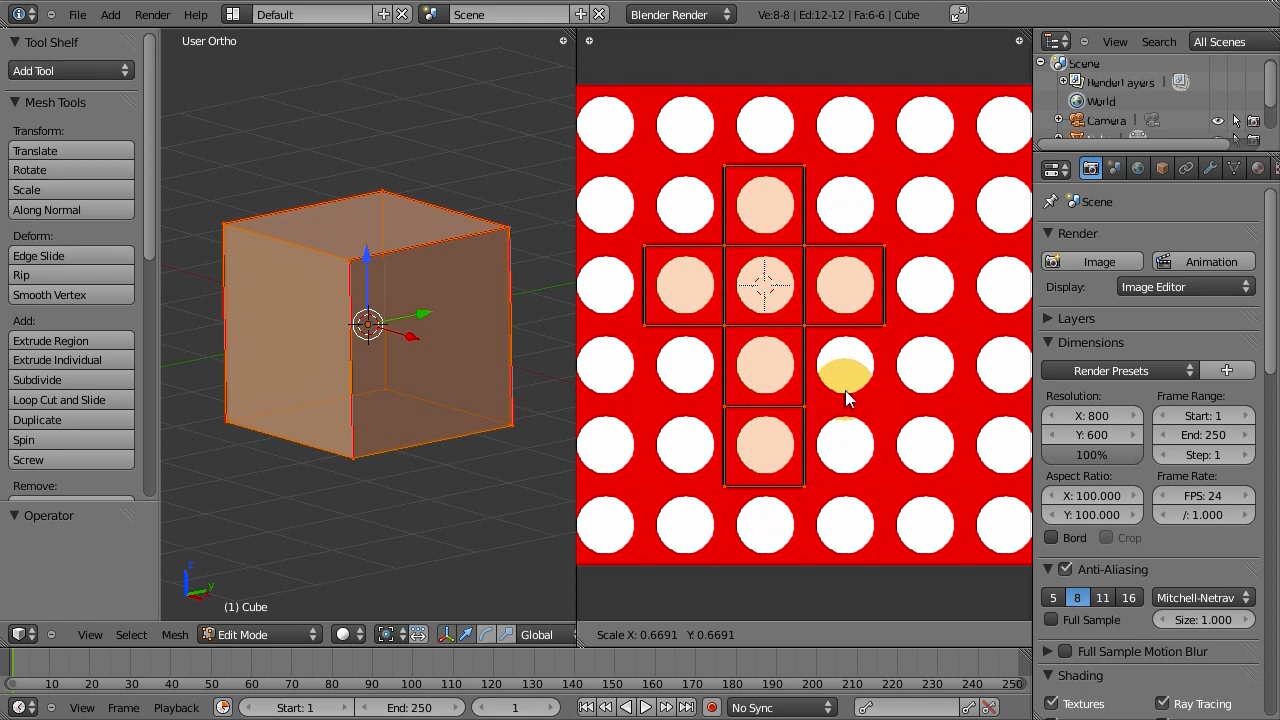 File Add Render Help Default Scene Blender Render Ve:8-8 | Ed:12-12 | Fa:6-6 | Cube
Tool Shelf
Add Tool
Mesh Tools
Transform:
Translate
Rotate
Scale
Along Normal
Deform:
Edge Slide
Rip
Smooth Vertex
Add:
Extrude Region
Extrude Individual
Subdivide
Loop Cut and Slide
Duplicate
Spin
Screw
Remove:
Operator
User Ortho
z
y
(1) Cube
View Select Mesh Edit Mode Global
Scale X: 0.6691 Y: 0.6691
View Search All Scenes
Scene
RenderLayers
World
Camera
Scene
Render
Image Animation
Display: Image Editor
Layers
Dimensions
Render Presets
Resolution: Frame Range:
X: 800 Start: 1
Y: 600 End: 250
100% Step: 1
Aspect Ratio: Frame Rate:
X: 100.000 FPS: 24
Y: 100.000 /: 1.000
Bord Crop
Anti-Aliasing
5 8 11 16 Mitchell-Netrav
Full Sample Size: 1.000
Full Sample Motion Blur
Shading
Textures Ray Tracing
0 10 20 30 40 50 60 70 80 90 100 110 120 130 140 150 160 170 180 190 200 210 220 230 240 250
View Frame Playback Start: 1 End: 250 1 No Sync